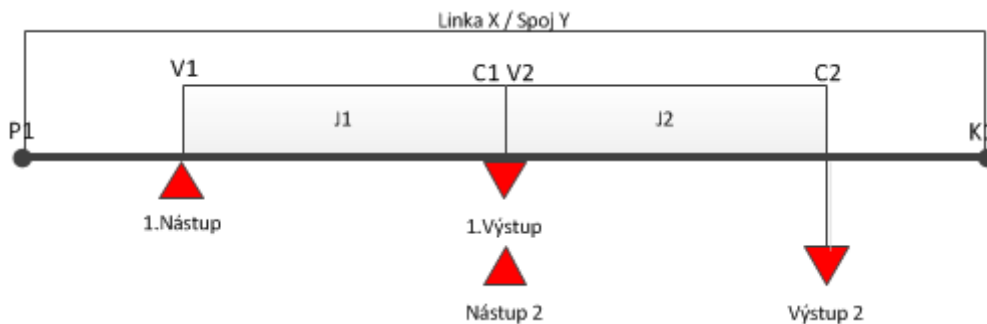 Linka X / Spoj Y
V1
C1 V2
C2
J1
J2
P1
1.Nástup
1.Výstup
Nástup 2
Výstup 2